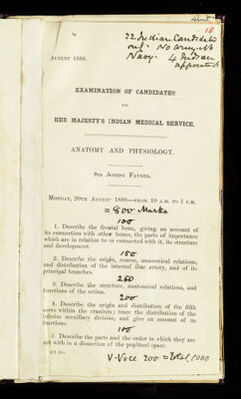 18
22 Indian Candidates
only. No Army. No
Navy. 4 Indian
appointed
AUGUST 1888.
EXAMINATION OF CANDIDATES
FOR
HER MAJESTY'S INDIAN MEDICAL SERVICE.
ANATOMY AND PHYSIOLOGY.
SIR JOSEPH FAYRER.
MONDAY, 20TH AUGUST 1888—FROM 10 A.M. TO 1 P.M.
= 800 Marks
100
1. Describe the frontal bone, giving an account of
its connection with other bones, the parts of importance
which are in relation to or connected with it, its structure
and development.
150
2. Describe the origin, course, anatomical relations,
and distribution of the internal iliac artery, and of its
principal branches.
250
3. Describe the structure, anatomical relations, and
functions of the retina.
200
4. Describe the origin and distribution of the fifth
nerve within the cranium; trace the distribution of the
inferior maxillary division, and give an account of its
functions.
100
5. Describe the parts and the order in which they are
met with in a dissection of the popliteal space.
V-Voce 200 = Total 1000